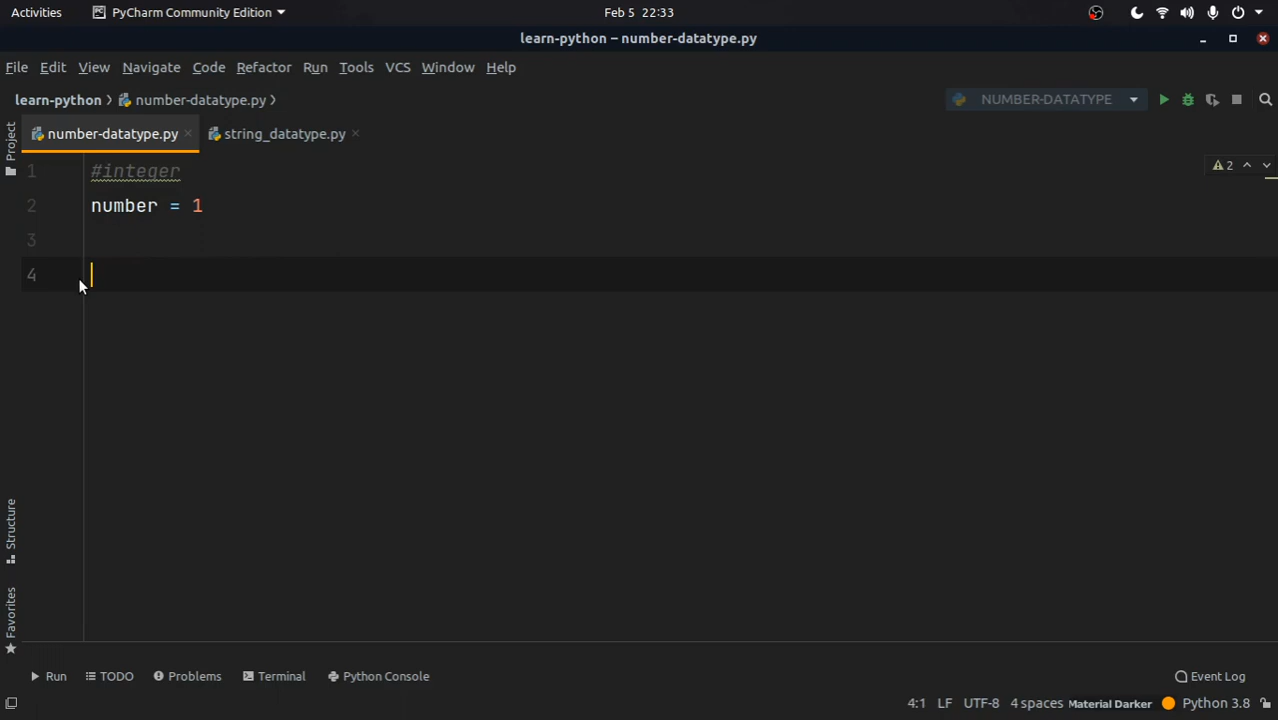 Activities PyCharm Community Edition Feb 5 22:33
learn-python – number-datatype.py
File Edit View Navigate Code Refactor Run Tools VCS Window Help
learn-python number-datatype.py NUMBER-DATATYPE
number-datatype.py string_datatype.py
Project
1 #integer
2 number = 1
3
4
2
Structure
Favorites
Run TODO Problems Terminal Python Console Event Log
4:1 LF UTF-8 4 spaces Material Darker Python 3.8